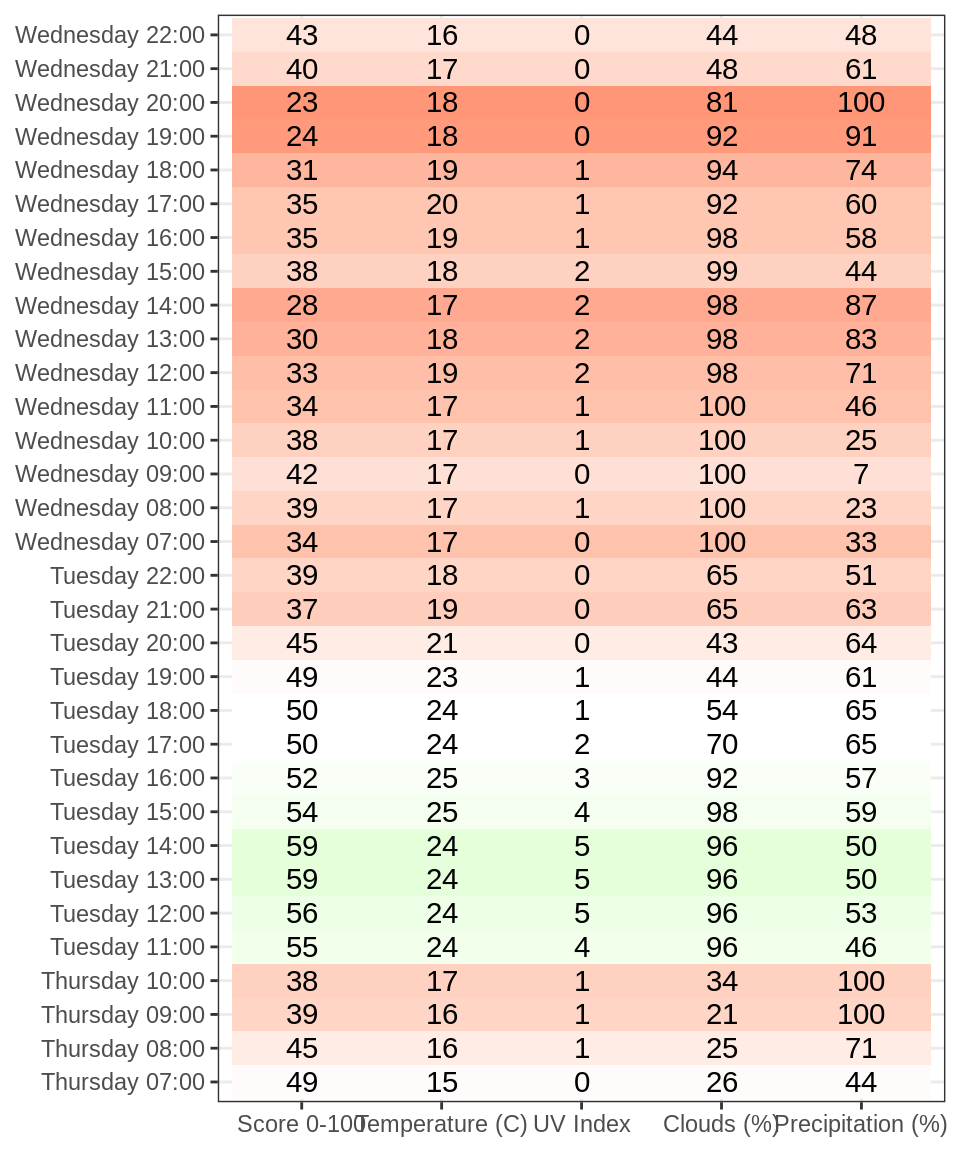 Wednesday 22:00 43 16 0 44 48
Wednesday 21:00 40 17 0 48 61
Wednesday 20:00 23 18 0 81 100
Wednesday 19:00 24 18 0 92 91
Wednesday 18:00 31 19 1 94 74
Wednesday 17:00 35 20 1 92 60
Wednesday 16:00 35 19 1 98 58
Wednesday 15:00 38 18 2 99 44
Wednesday 14:00 28 17 2 98 87
Wednesday 13:00 30 18 2 98 83
Wednesday 12:00 33 19 2 98 71
Wednesday 11:00 34 17 1 100 46
Wednesday 10:00 38 17 1 100 25
Wednesday 09:00 42 17 0 100 7
Wednesday 08:00 39 17 1 100 23
Wednesday 07:00 34 17 0 100 33
Tuesday 22:00 39 18 0 65 51
Tuesday 21:00 37 19 0 65 63
Tuesday 20:00 45 21 0 43 64
Tuesday 19:00 49 23 1 44 61
Tuesday 18:00 50 24 1 54 65
Tuesday 17:00 50 24 2 70 65
Tuesday 16:00 52 25 3 92 57
Tuesday 15:00 54 25 4 98 59
Tuesday 14:00 59 24 5 96 50
Tuesday 13:00 59 24 5 96 50
Tuesday 12:00 56 24 5 96 53
Tuesday 11:00 55 24 4 96 46
Thursday 10:00 38 17 1 34 100
Thursday 09:00 39 16 1 21 100
Thursday 08:00 45 16 1 25 71
Thursday 07:00 49 15 0 26 44
Score 0-100 Temperature (C) UV Index Clouds (%) Precipitation (%)